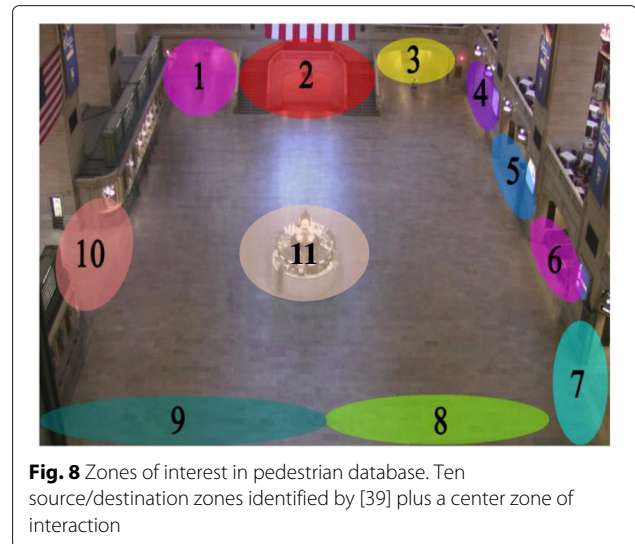 1 2 3
4
5
6
10 11
7
9 8
Fig. 8 Zones of interest in pedestrian database. Ten
source/destination zones identified by [39] plus a center zone of
interaction